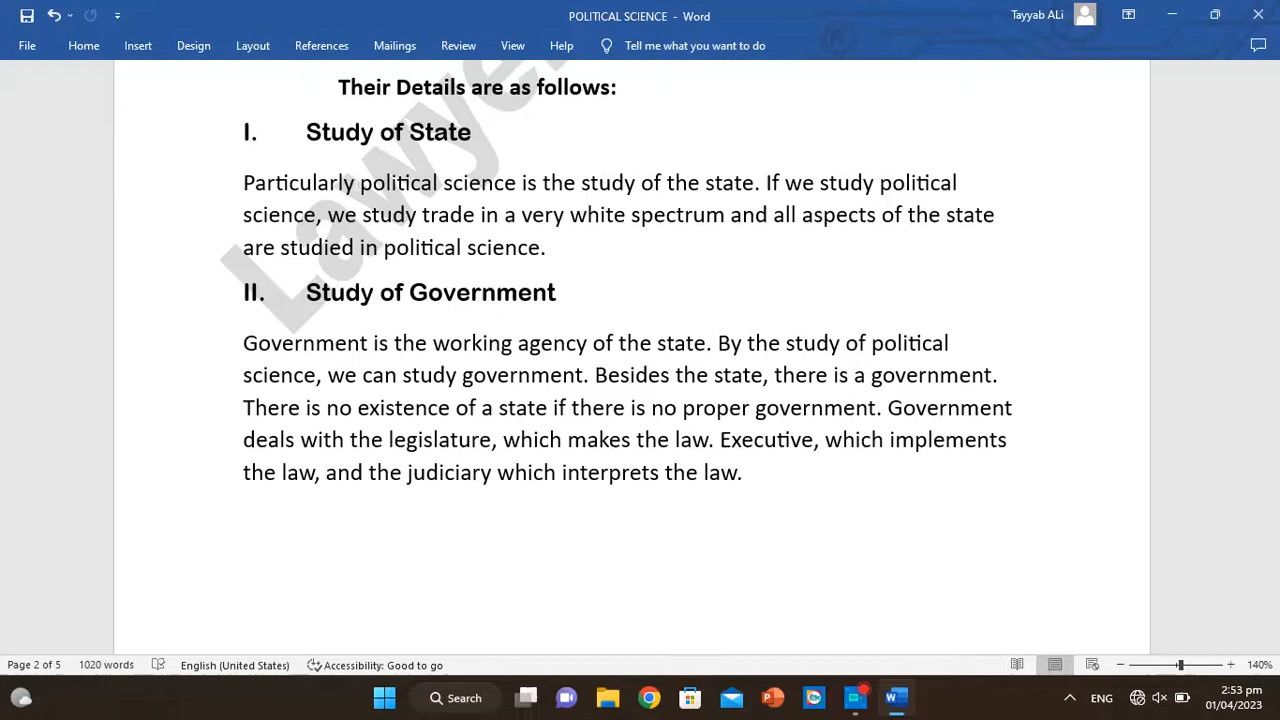 POLITICAL SCIENCE - Word
Tayyab ALi
File Home Insert Design Layout References Mailings Review View Help Tell me what you want to do
Their Details are as follows:
I. Study of State
Particularly political science is the study of the state. If we study political
science, we study trade in a very white spectrum and all aspects of the state
are studied in political science.
II. Study of Government
Government is the working agency of the state. By the study of political
science, we can study government. Besides the state, there is a government.
There is no existence of a state if there is no proper government. Government
deals with the legislature, which makes the law. Executive, which implements
the law, and the judiciary which interprets the law.
Lawye
Page 2 of 5 1020 words English (United States) Accessibility: Good to go 140%
Search ENG 2:53 pm
01/04/2023